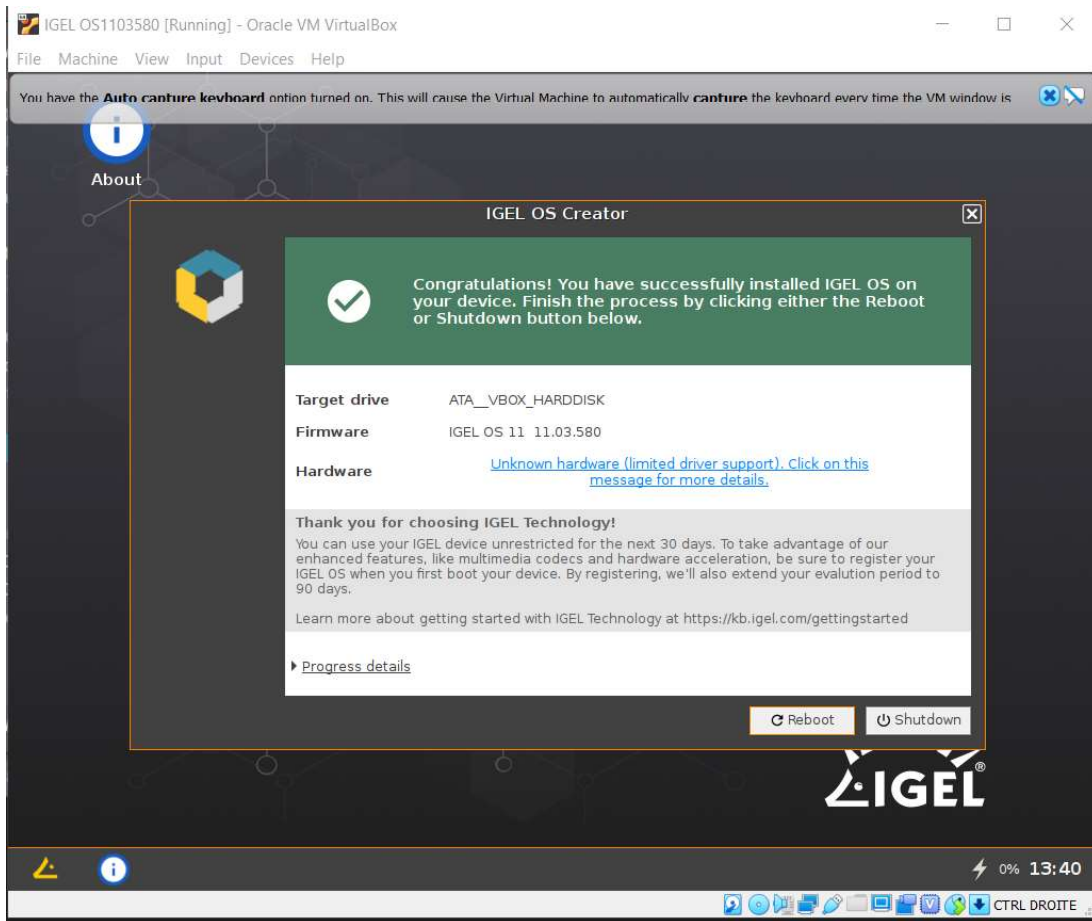 IGEL OS1103580 [Running] - Oracle VM VirtualBox
File Machine View Input Devices Help
You have the Auto capture keyboard option turned on. This will cause the Virtual Machine to automatically capture the keyboard every time the VM window is
About
IGEL OS Creator
Congratulations! You have successfully installed IGEL OS on
your device. Finish the process by clicking either the Reboot
or Shutdown button below.
Target drive ATA__VBOX_HARDDISK
Firmware IGEL OS 11 11.03.580
Hardware Unknown hardware (limited driver support). Click on this
message for more details.
Thank you for choosing IGEL Technology!
You can use your IGEL device unrestricted for the next 30 days. To take advantage of our
enhanced features, like multimedia codecs and hardware acceleration, be sure to register your
IGEL OS when you first boot your device. By registering, we'll also extend your evalution period to
90 days.
Learn more about getting started with IGEL Technology at https://kb.igel.com/gettingstarted
Progress details
Reboot Shutdown
IGEL®
0% 13:40
CTRL DROITE